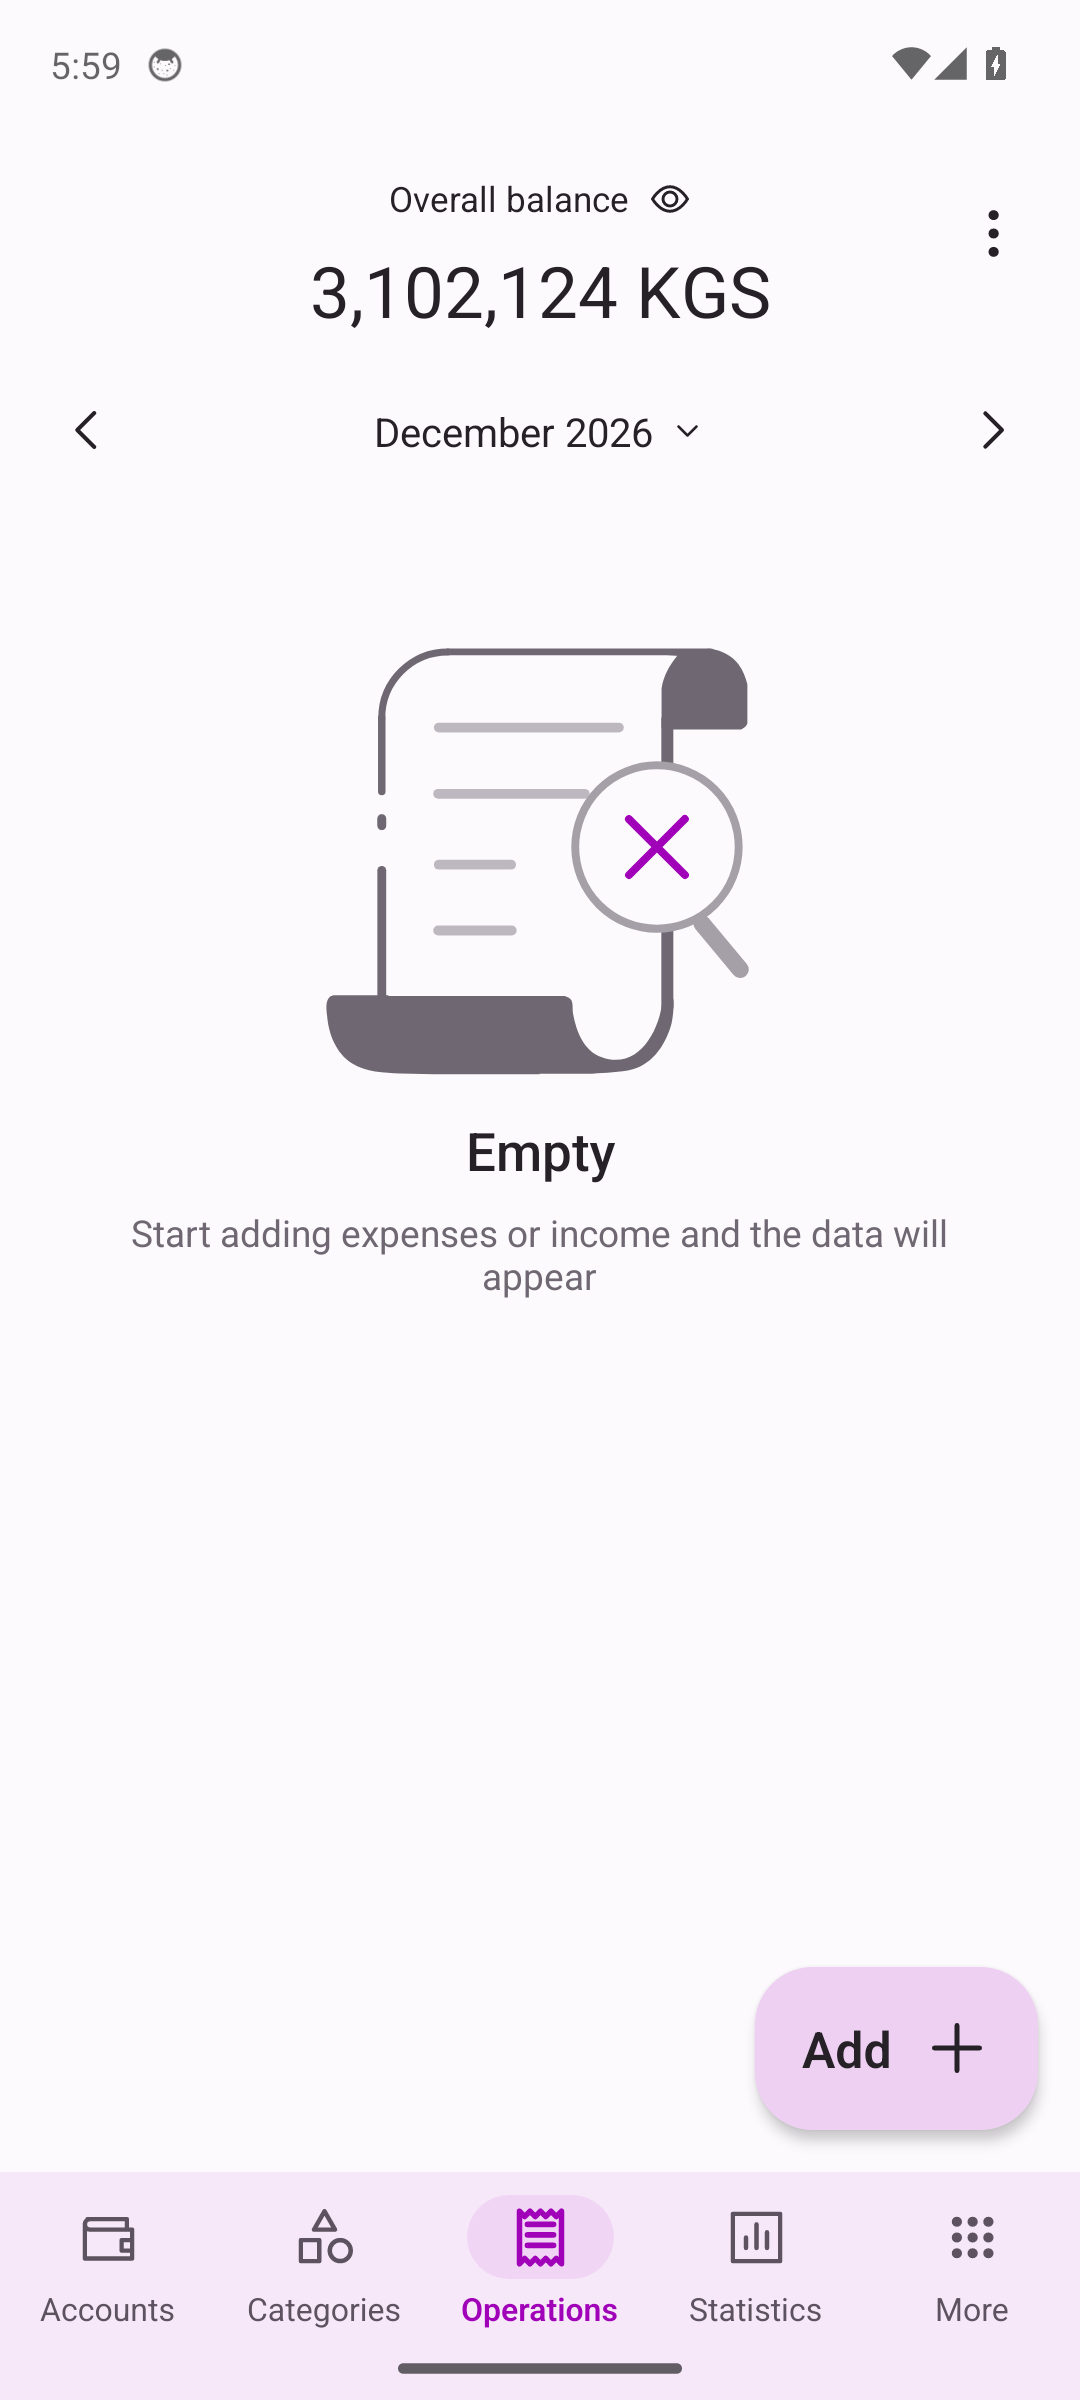 5:59
Overall balance
3,102,124 KGS
December 2026
Empty
Start adding expenses or income and the data will
appear
Add
Accounts
Categories
Operations
Statistics
More